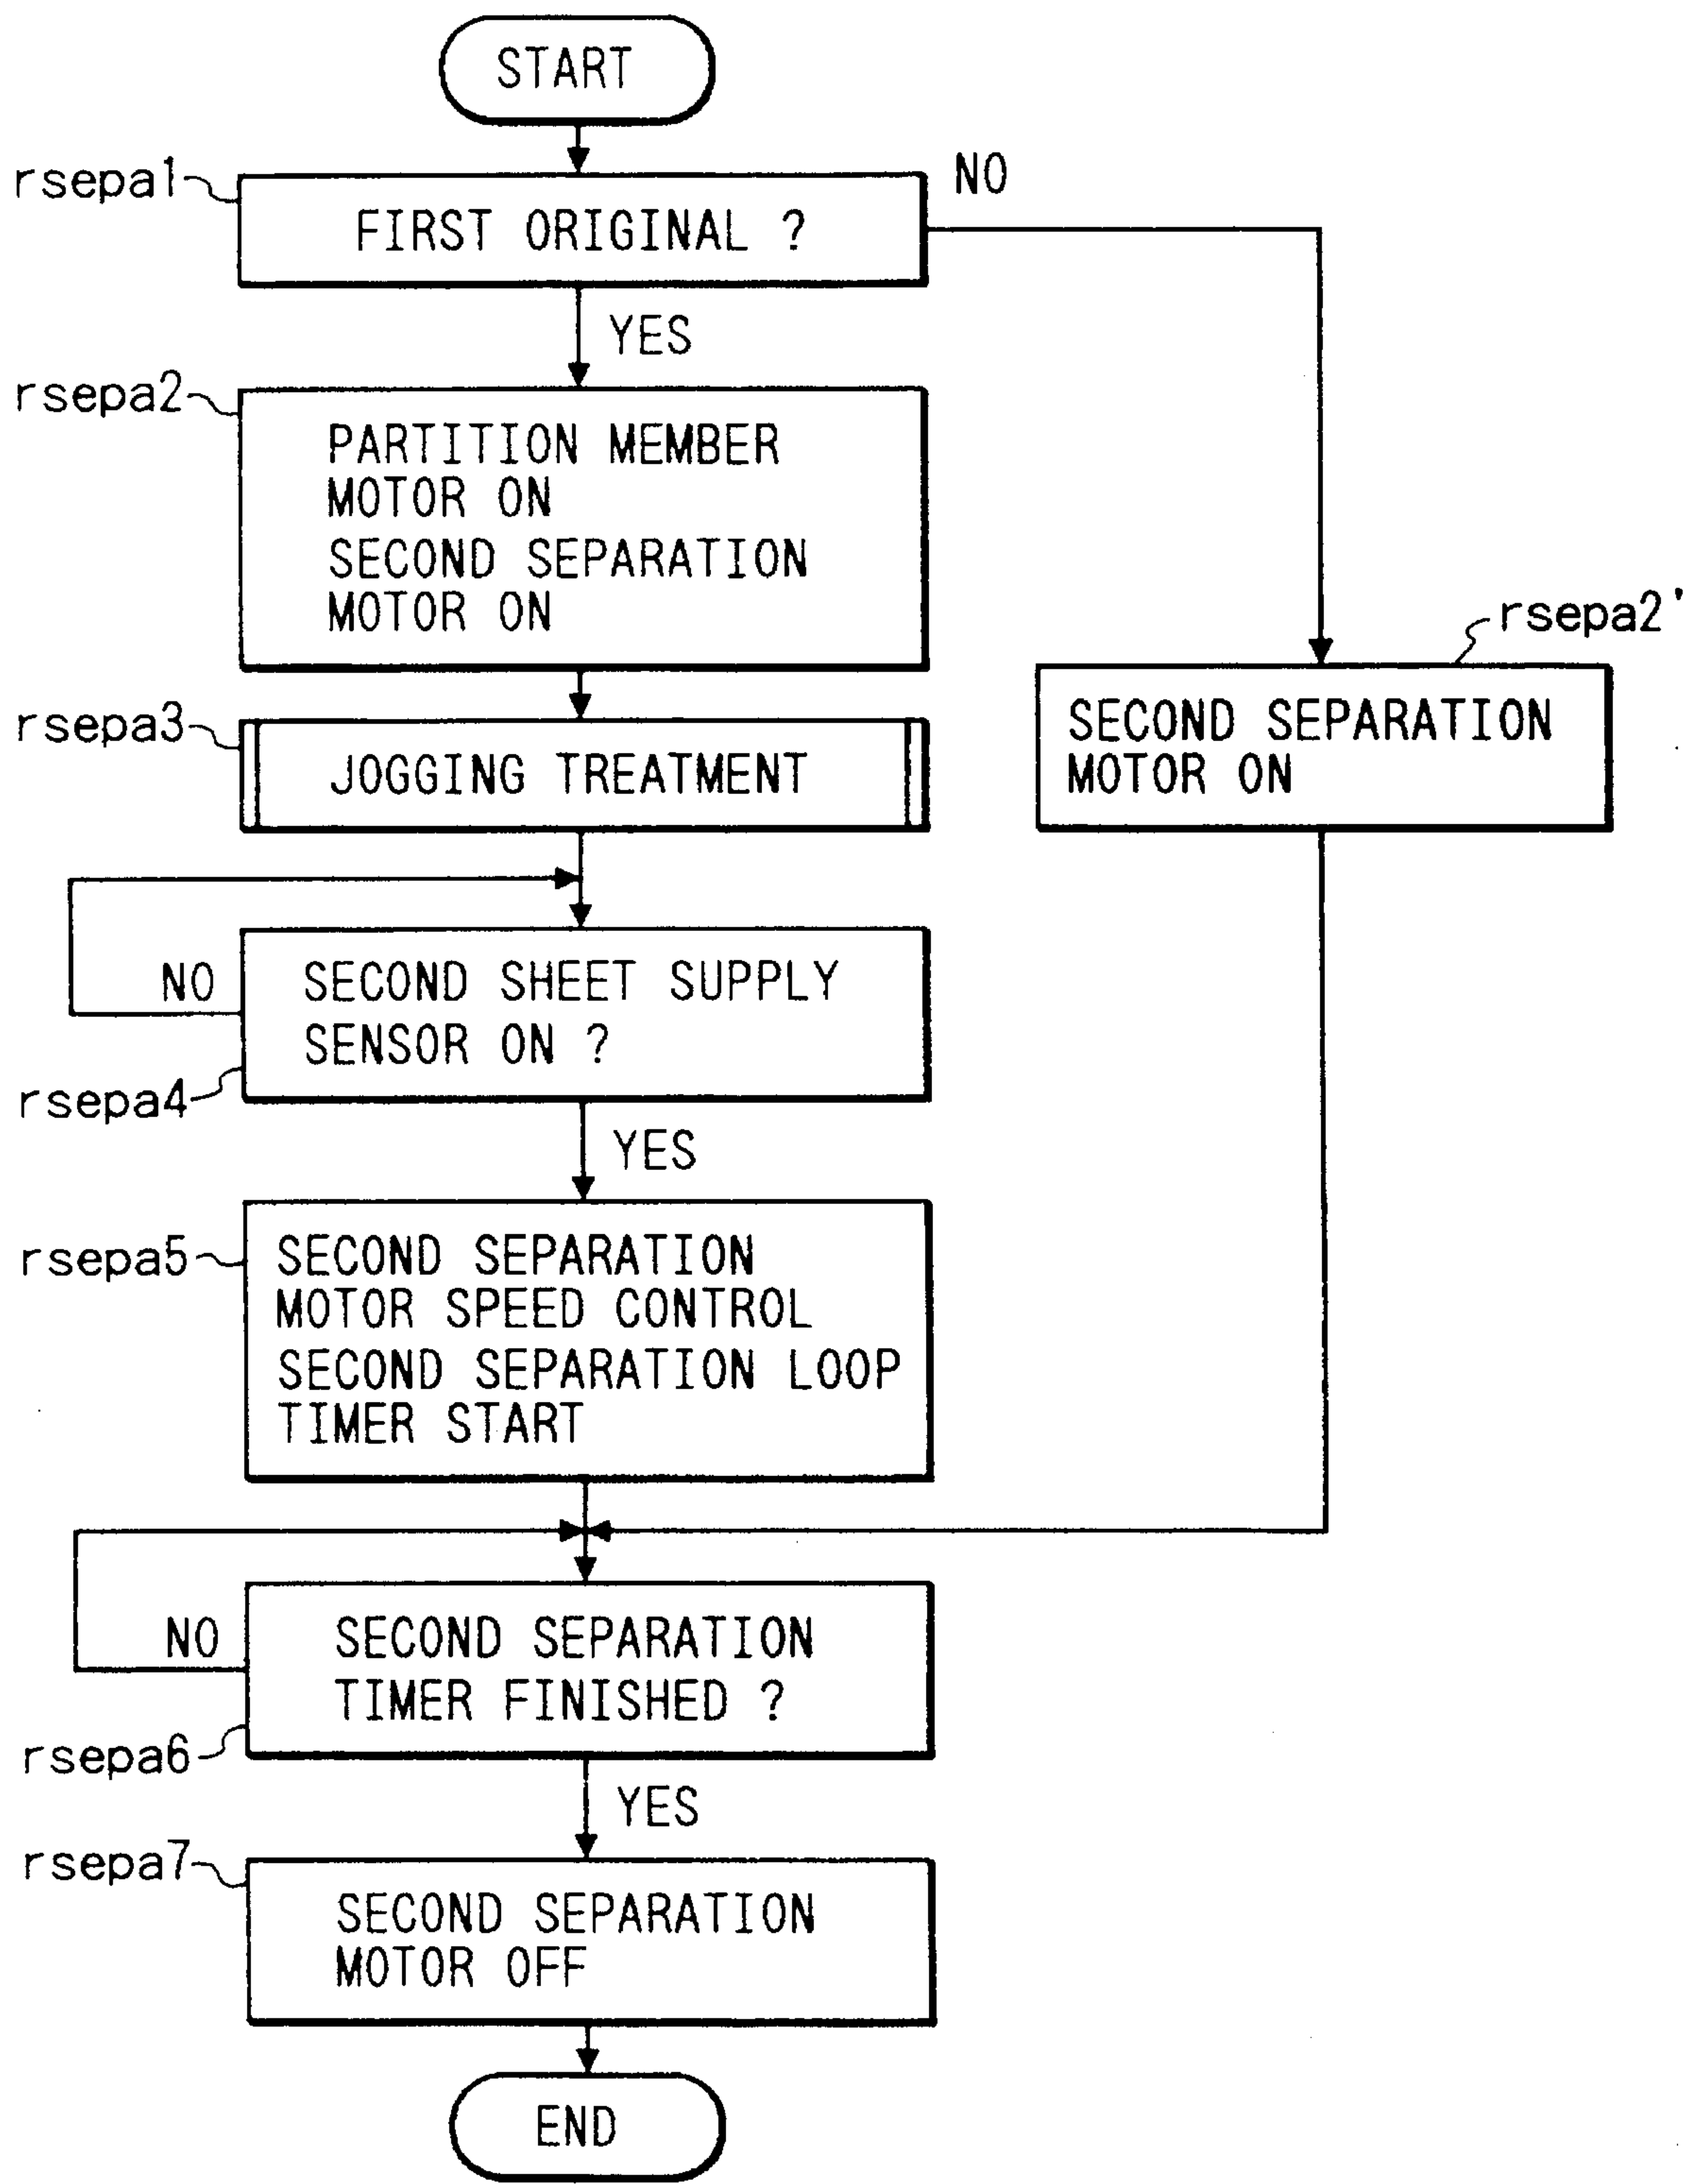 START
rsepa1
NO
FIRST ORIGINAL ?
YES
rsepa2
PARTITION MEMBER
MOTOR ON
SECOND SEPARATION
MOTOR ON
rsepa2'
SECOND SEPARATION
MOTOR ON
rsepa3
JOGGING TREATMENT
NO
SECOND SHEET SUPPLY
SENSOR ON ?
rsepa4
YES
rsepa5
SECOND SEPARATION
MOTOR SPEED CONTROL
SECOND SEPARATION LOOP
TIMER START
NO
SECOND SEPARATION
TIMER FINISHED ?
rsepa6
YES
rsepa7
SECOND SEPARATION
MOTOR OFF
END